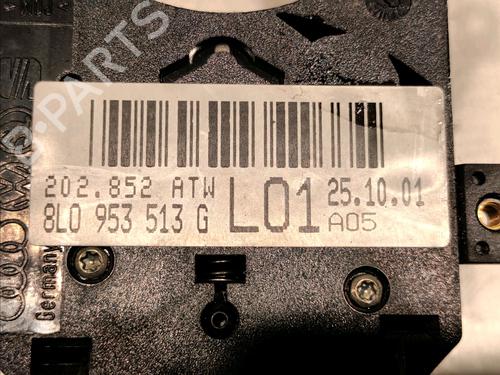 202.852 ATW
8L0 953 513 G
L01
25.10.01
A05
Germany
B-PARTS